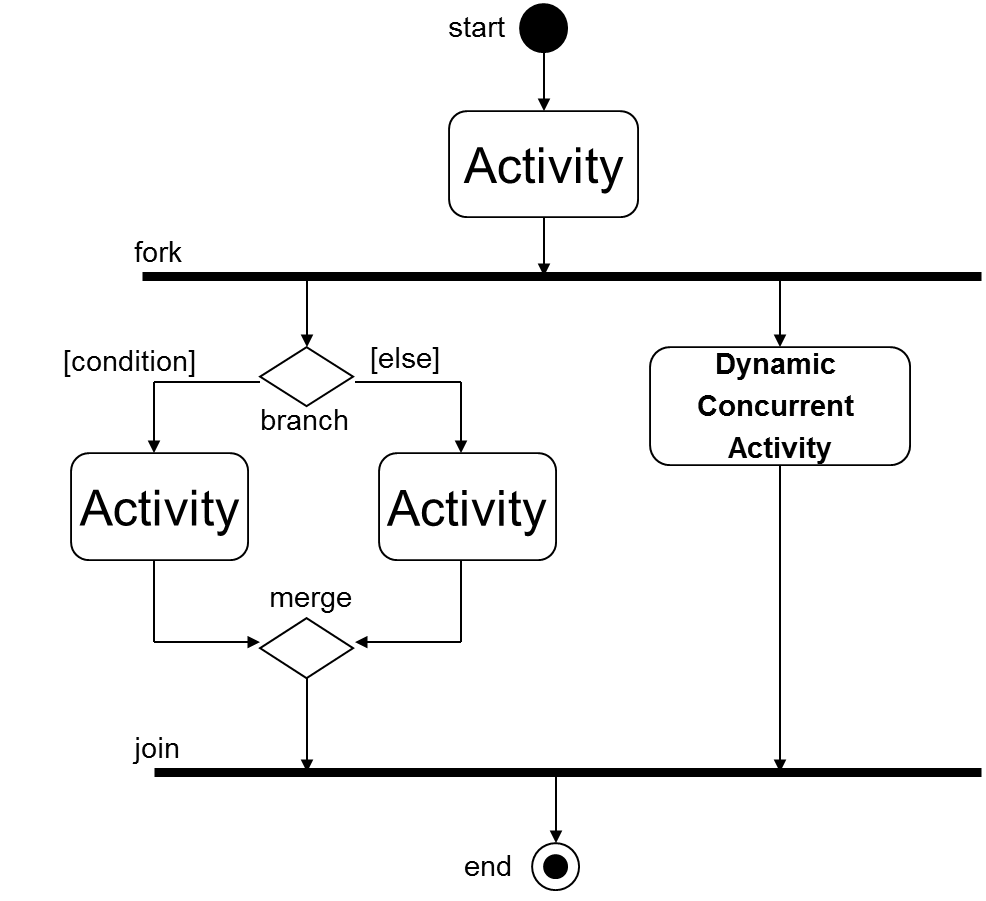 start
Activity
fork
[condition]
[else]
branch
Dynamic
Concurrent
Activity
Activity
Activity
merge
join
end